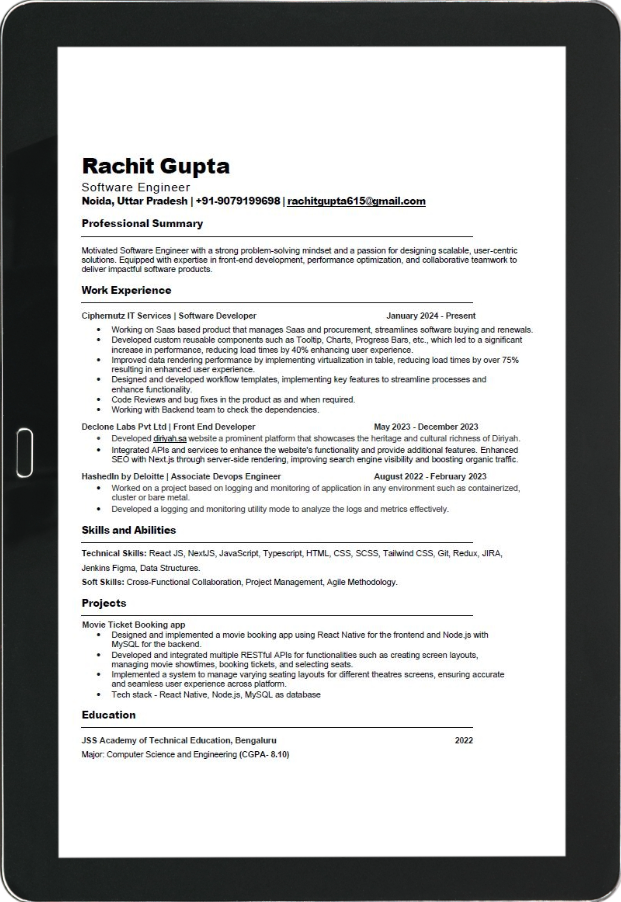 Rachit Gupta
Software Engineer
Noida, Uttar Pradesh | +91-9079199698 | rachitgupta615@gmail.com
Professional Summary
Motivated Software Engineer with a strong problem-solving mindset and a passion for designing scalable, user-centric
solutions. Equipped with expertise in front-end development, performance optimization, and collaborative teamwork to
deliver impactful software products.
Work Experience
Ciphernutz IT Services | Software Developer January 2024 - Present
• Working on Saas based product that manages Saas and procurement, streamlines software buying and renewals.
• Developed custom reusable components such as Tooltip, Charts, Progress Bars, etc., which led to a significant
increase in performance, reducing load times by 40% enhancing user experience.
• Improved data rendering performance by implementing virtualization in table, reducing load times by over 75%
resulting in enhanced user experience.
• Designed and developed workflow templates, implementing key features to streamline processes and
enhance functionality.
• Code Reviews and bug fixes in the product as and when required.
• Working with Backend team to check the dependencies.
Declone Labs Pvt Ltd | Front End Developer May 2023 - December 2023
• Developed diriyah.sa website a prominent platform that showcases the heritage and cultural richness of Diriyah.
• Integrated APIs and services to enhance the website's functionality and provide additional features. Enhanced
SEO with Next.js through server-side rendering, improving search engine visibility and boosting organic traffic.
HashedIn by Deloitte | Associate Devops Engineer August 2022 - February 2023
• Worked on a project based on logging and monitoring of application in any environment such as containerized,
cluster or bare metal.
• Developed a logging and monitoring utility mode to analyze the logs and metrics effectively.
Skills and Abilities
Technical Skills: React JS, NextJS, JavaScript, Typescript, HTML, CSS, SCSS, Tailwind CSS, Git, Redux, JIRA,
Jenkins Figma, Data Structures.
Soft Skills: Cross-Functional Collaboration, Project Management, Agile Methodology.
Projects
Movie Ticket Booking app
• Designed and implemented a movie booking app using React Native for the frontend and Node.js with
MySQL for the backend.
• Developed and integrated multiple RESTful APIs for functionalities such as creating screen layouts,
managing movie showtimes, booking tickets, and selecting seats.
• Implemented a system to manage varying seating layouts for different theatres screens, ensuring accurate
and seamless user experience across platform.
• Tech stack - React Native, Node.js, MySQL as database
Education
JSS Academy of Technical Education, Bengaluru 2022
Major: Computer Science and Engineering (CGPA- 8.10)